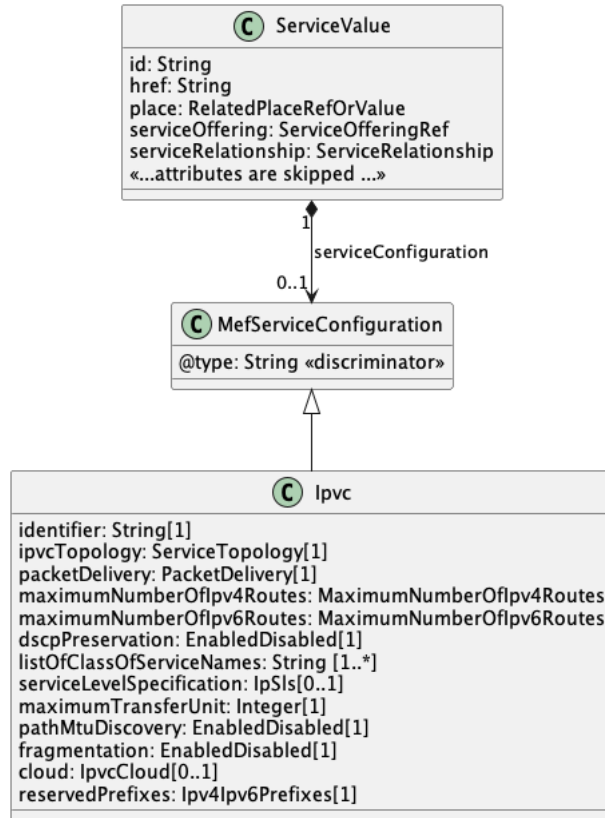 C ServiceValue
id: String
href: String
place: RelatedPlaceRefOrValue
serviceOffering: ServiceOfferingRef
serviceRelationship: ServiceRelationship
«...attributes are skipped ...»
1
serviceConfiguration
0..1
C MefServiceConfiguration
@type: String «discriminator»
C Ipvc
identifier: String[1]
ipvcTopology: ServiceTopology[1]
packetDelivery: PacketDelivery[1]
maximumNumberOfIpv4Routes: MaximumNumberOfIpv4Routes
maximumNumberOfIpv6Routes: MaximumNumberOfIpv6Routes
dscpPreservation: EnabledDisabled[1]
listOfClassOfServiceNames: String [1..*]
serviceLevelSpecification: IpSls[0..1]
maximumTransferUnit: Integer[1]
pathMtuDiscovery: EnabledDisabled[1]
fragmentation: EnabledDisabled[1]
cloud: IpvcCloud[0..1]
reservedPrefixes: Ipv4Ipv6Prefixes[1]